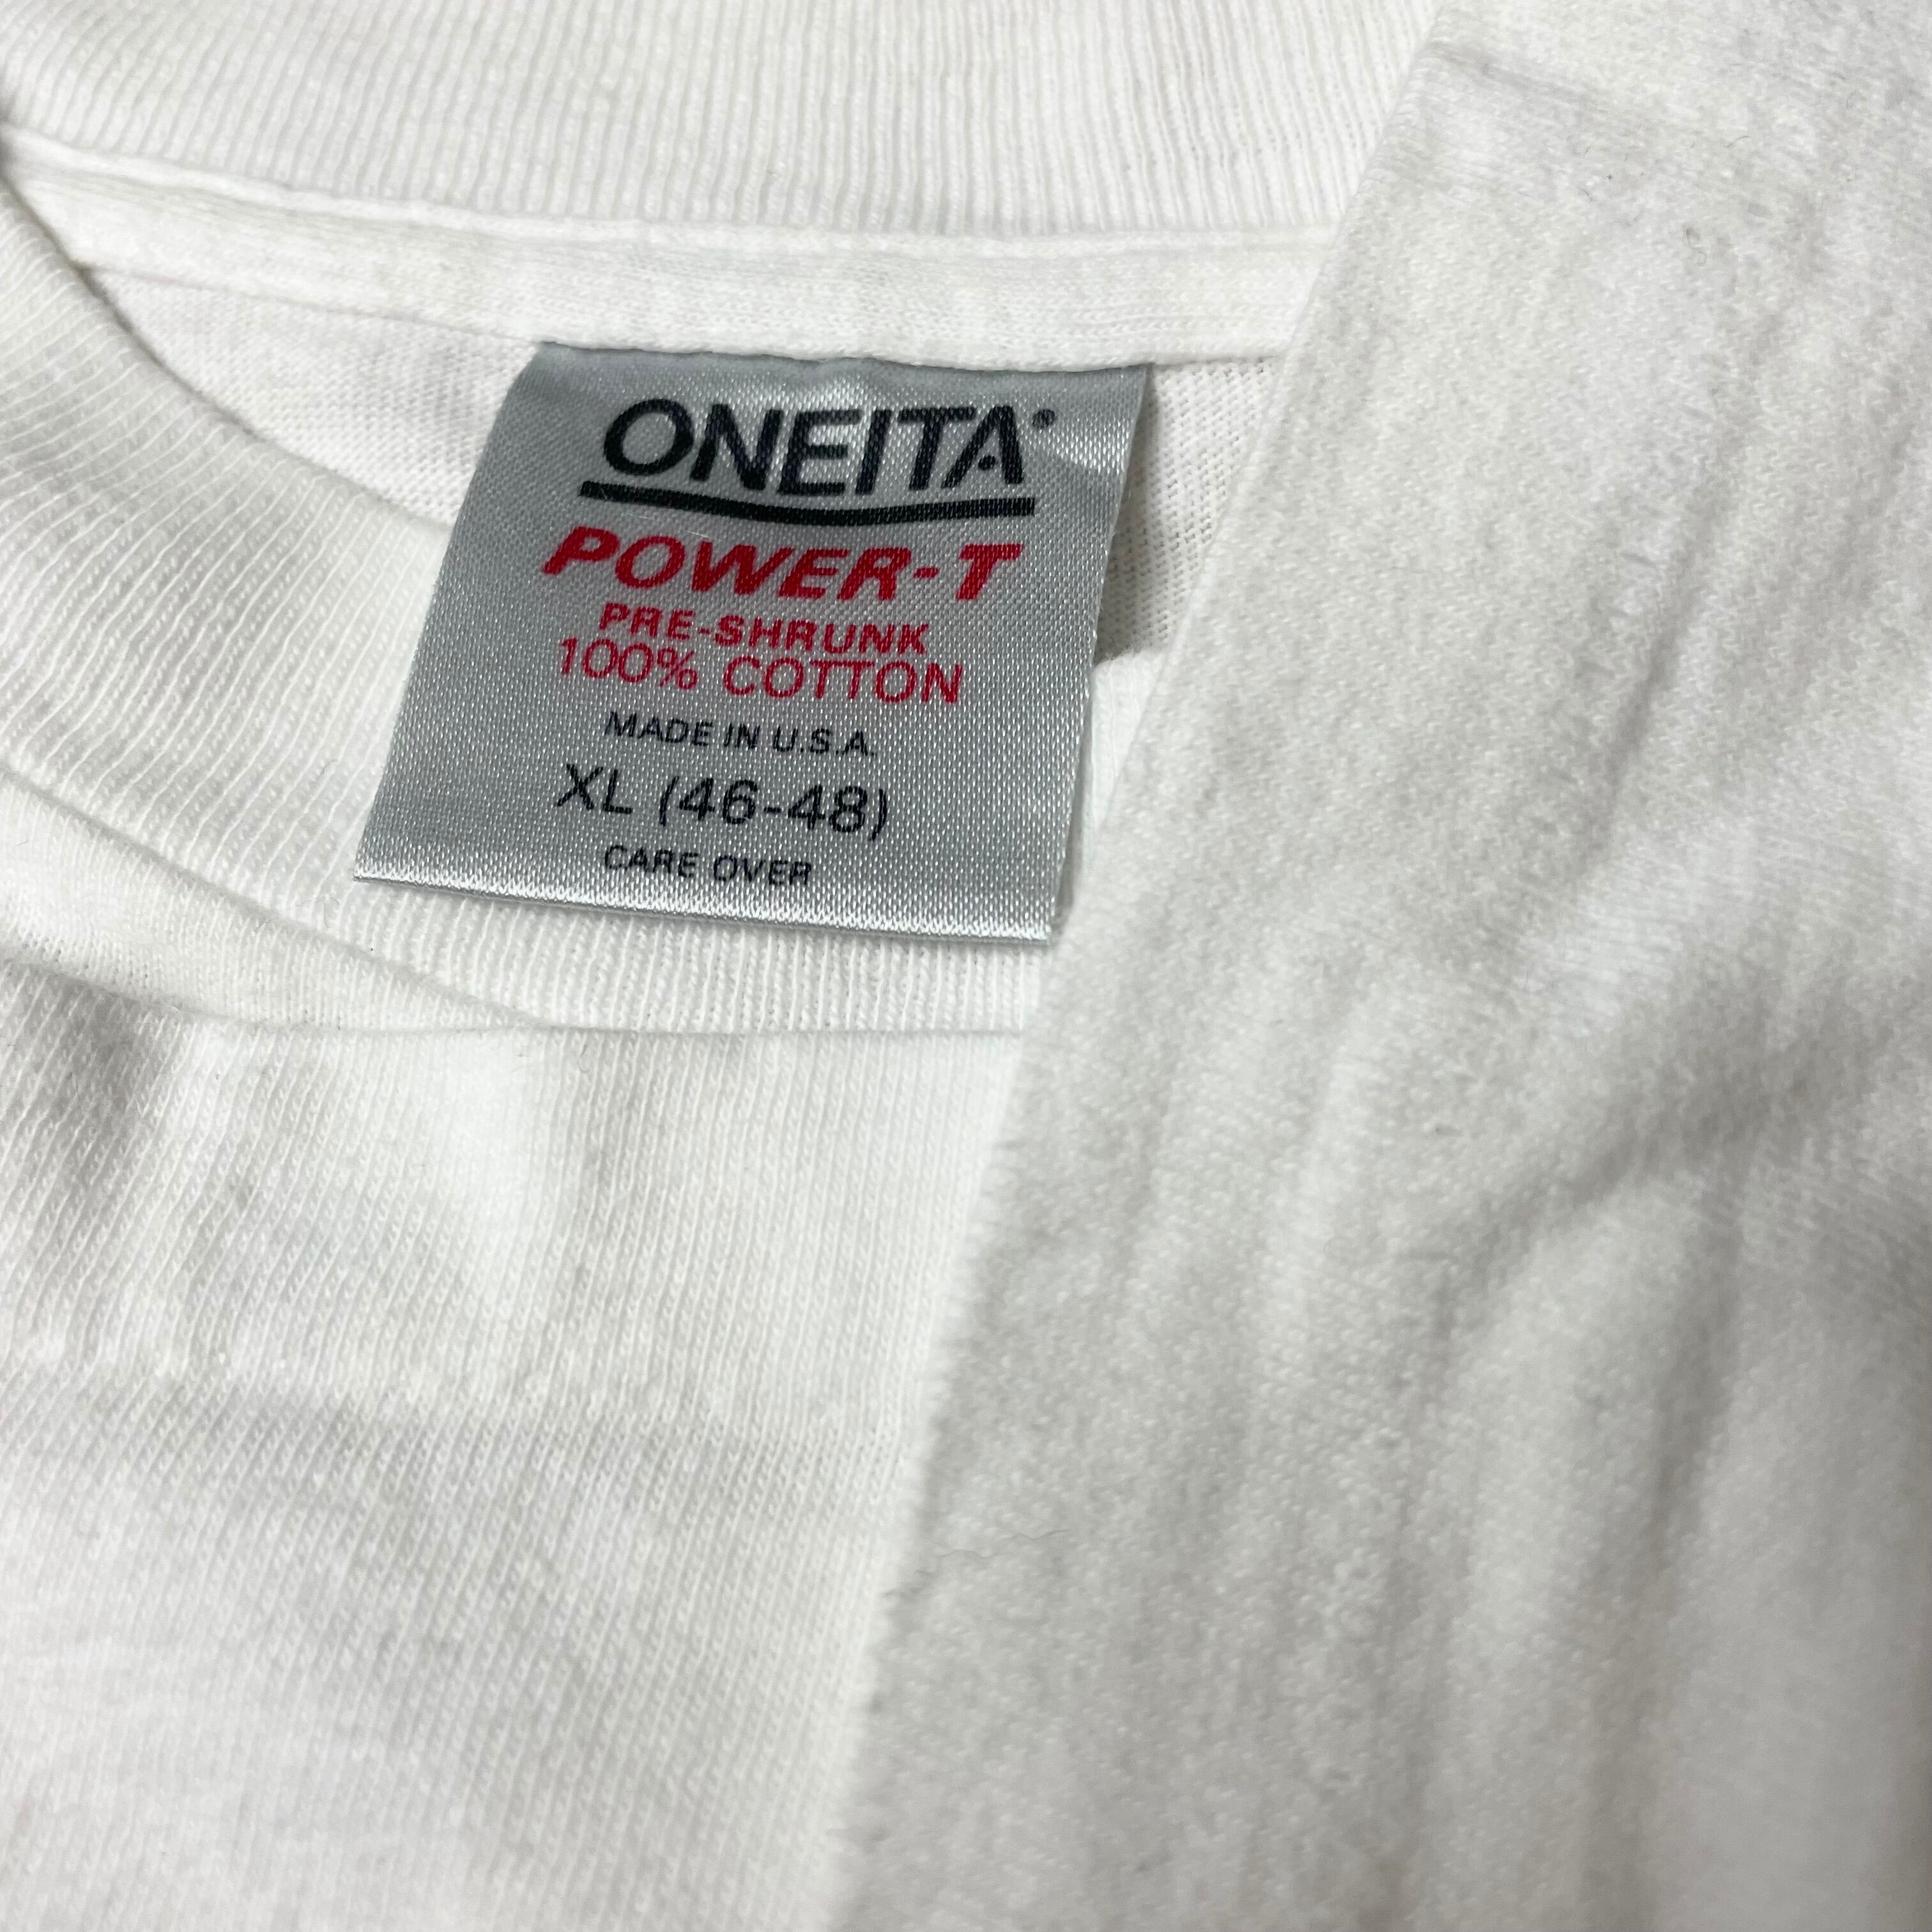 ONEITA®
POWER-T
PRE-SHRUNK
100% COTTON
MADE IN U.S.A.
XL (46-48)
CARE OVER